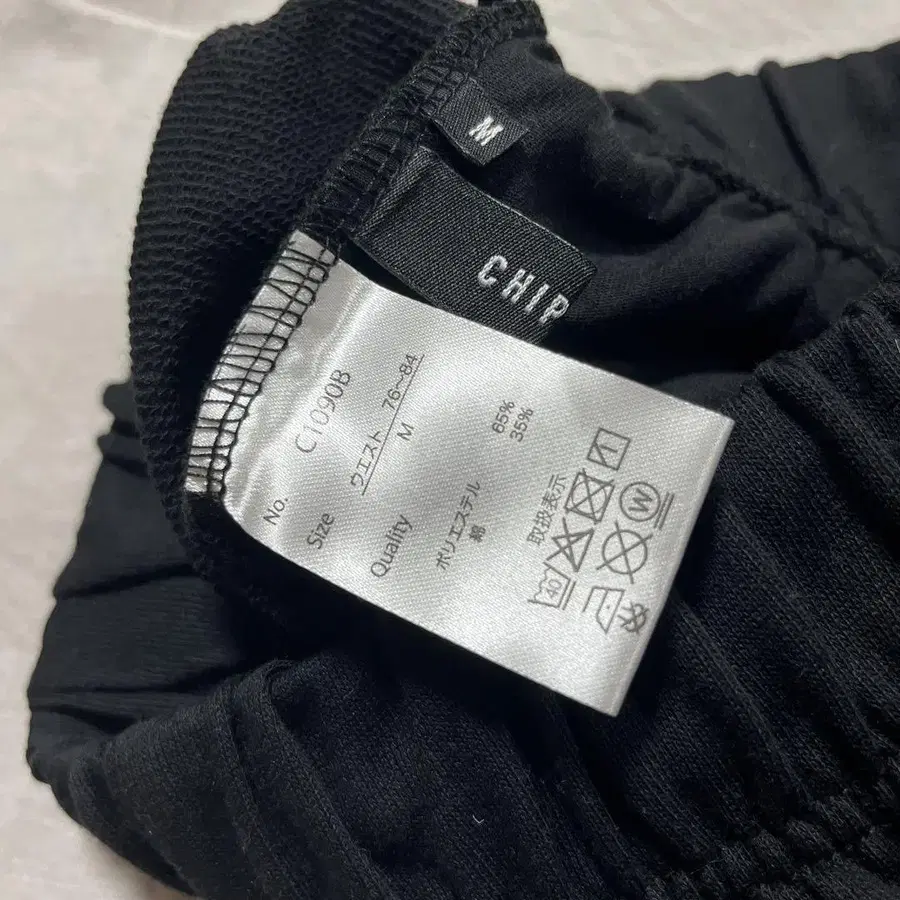 M
CHIP
No. C1090B
Size ウエスト 76～84
M
Quality
ポリエステル 65%
綿 35%
取扱表示
40
W